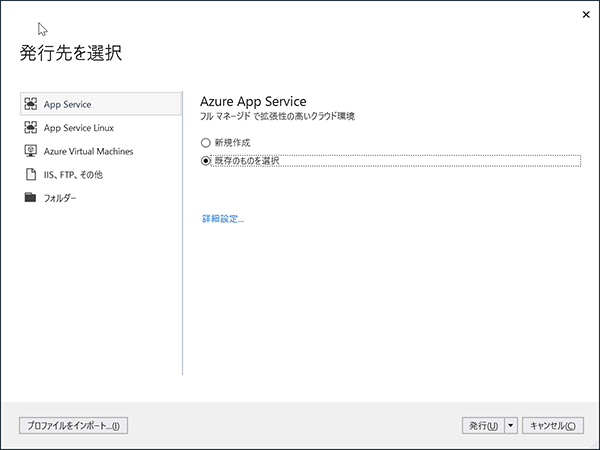 発行先を選択
App Service
App Service Linux
Azure Virtual Machines
IIS、FTP、その他
フォルダー
Azure App Service
フル マネージド で拡張性の高いクラウド環境
新規作成
既存のものを選択
詳細設定...
プロファイルをインポート...(I)
発行(U)
キャンセル(C)